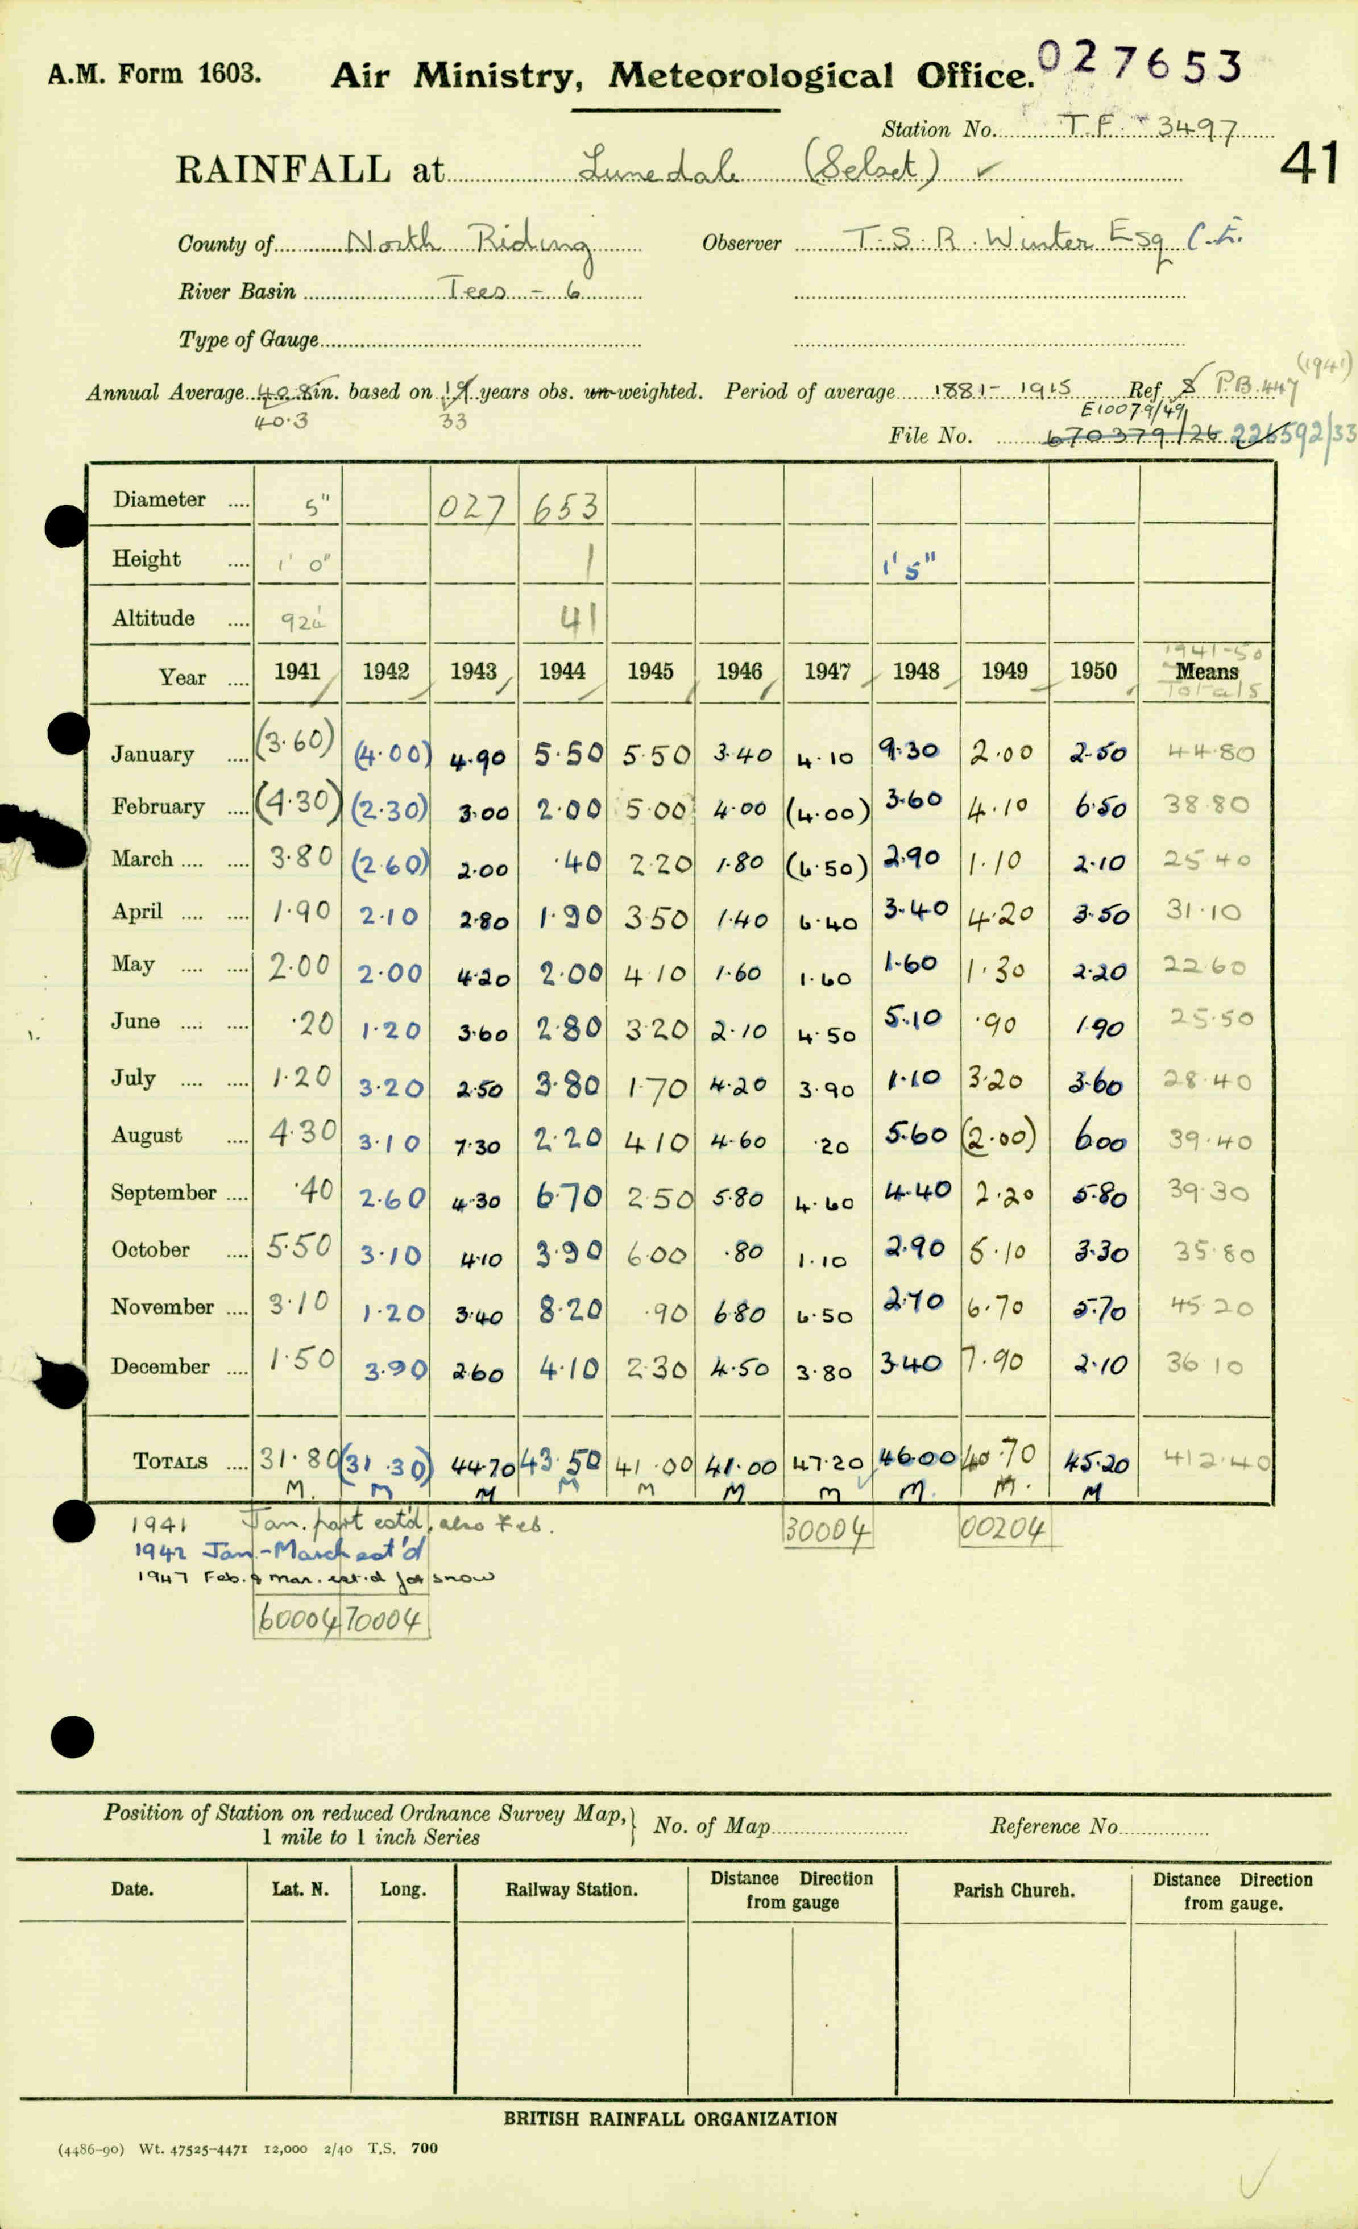 A.M. Form 1603. Air Ministry, Meteorological Office. 027653
Station No. T.F. 3497
41
RAINFALL at Lunedale (Selset) ✓
County of North Riding Observer T.S.R. Winter Esq C.E.
River Basin Tees - 6
Type of Gauge
(1941)
Annual Average 40.8 in. based on 19 years obs. un-weighted. Period of average 1881 - 1915 Ref 8 P.B. 447
40.3 33 E10079/49
File No. 670379/26 226592/33
Diameter .... 5" 027 653
Height .... 1' 0" 1 1' 5"
Altitude .... 924' 41
1941-50
Year .... 1941 1942 1943 1944 1945 1946 1947 1948 1949 1950 Means
Totals
January .... (3.60) (4.00) 4.90 5.50 5.50 3.40 4.10 9.30 2.00 2.50 44.80
February .... (4.30) (2.30) 3.00 2.00 5.00 4.00 (4.00) 3.60 4.10 6.50 38.80
March .... .... 3.80 (2.60) 2.00 .40 2.20 1.80 (6.50) 2.90 1.10 2.10 25.40
April .... .... 1.90 2.10 2.80 1.90 3.50 1.40 6.40 3.40 4.20 3.50 31.10
May .... .... 2.00 2.00 4.20 2.00 4.10 1.60 1.60 1.60 1.30 2.20 22.60
June .... .... .20 1.20 3.60 2.80 3.20 2.10 4.50 5.10 .90 1.90 25.50
July .... .... 1.20 3.20 2.50 3.80 1.70 4.20 3.90 1.10 3.20 3.60 28.40
August .... 4.30 3.10 7.30 2.20 4.10 4.60 .20 5.60 (2.00) 6.00 39.40
September .... .40 2.60 4.30 6.70 2.50 5.80 4.60 4.40 2.20 5.80 39.30
October .... 5.50 3.10 4.10 3.90 6.00 .80 1.10 2.90 5.10 3.30 35.80
November .... 3.10 1.20 3.40 8.20 .90 6.80 6.50 2.70 6.70 5.70 45.20
December .... 1.50 3.90 2.60 4.10 2.30 4.50 3.80 3.40 7.90 2.10 36.10
TOTALS .... 31.80 (31.30) 44.70 43.50 41.00 41.00 47.20 46.00 40.70 45.20 412.40
M. M M M M M M M. M. M
1941 Jan. part est'd, also Feb. 30004 00204
1942 Jan.-March est'd
1947 Feb. & Mar. est.d for snow
60004 70004
Position of Station on reduced Ordnance Survey Map, No. of Map Reference No.
1 mile to 1 inch Series
Date. Lat. N. Long. Railway Station. Distance Direction from gauge Parish Church. Distance Direction from gauge.
BRITISH RAINFALL ORGANIZATION
(4486-90) Wt. 47525-4471 12,000 2/40 T.S. 700